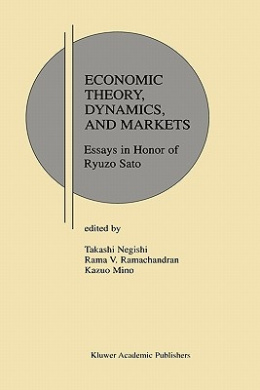 ECONOMIC
THEORY,
DYNAMICS,
AND MARKETS
Essays in Honor of
Ryuzo Sato
edited by
Takashi Negishi
Rama V. Ramachandran
Kazuo Mino
Kluwer Academic Publishers